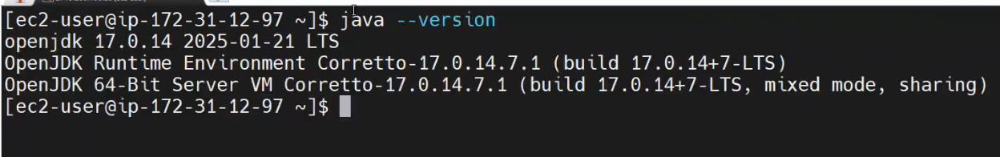 [ec2-user@ip-172-31-12-97 ~]$ java --version
openjdk 17.0.14 2025-01-21 LTS
OpenJDK Runtime Environment Corretto-17.0.14.7.1 (build 17.0.14+7-LTS)
OpenJDK 64-Bit Server VM Corretto-17.0.14.7.1 (build 17.0.14+7-LTS, mixed mode, sharing)
[ec2-user@ip-172-31-12-97 ~]$